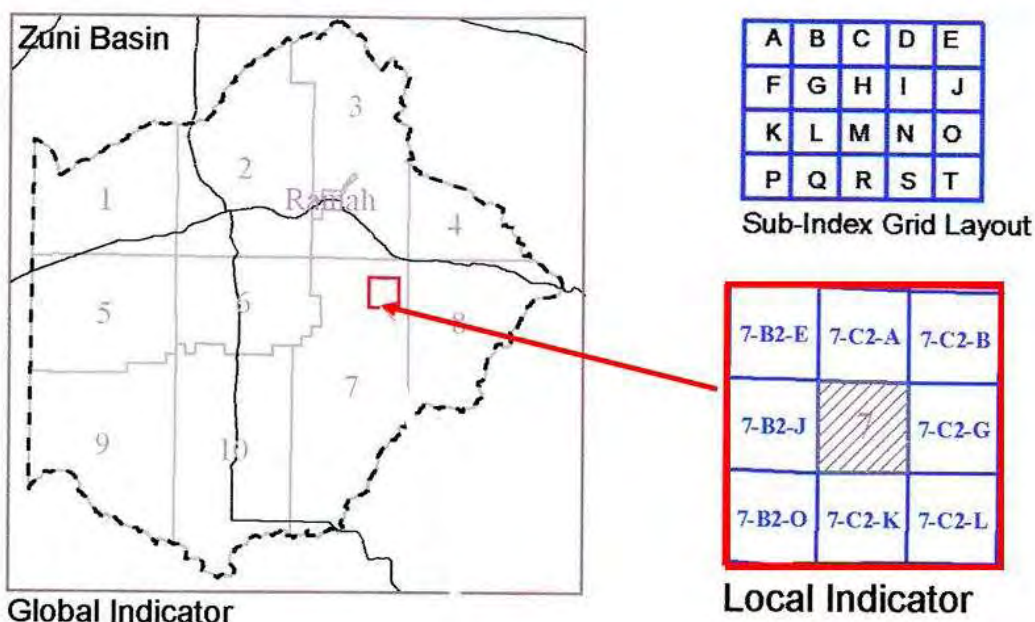 Zuni Basin
3
2
1
Ramah
4
5
6
8
7
9
10
Global Indicator
A B C D E
F G H I J
K L M N O
P Q R S T
Sub-Index Grid Layout
7-B2-E 7-C2-A 7-C2-B
7-B2-J 7 7-C2-G
7-B2-O 7-C2-K 7-C2-L
Local Indicator